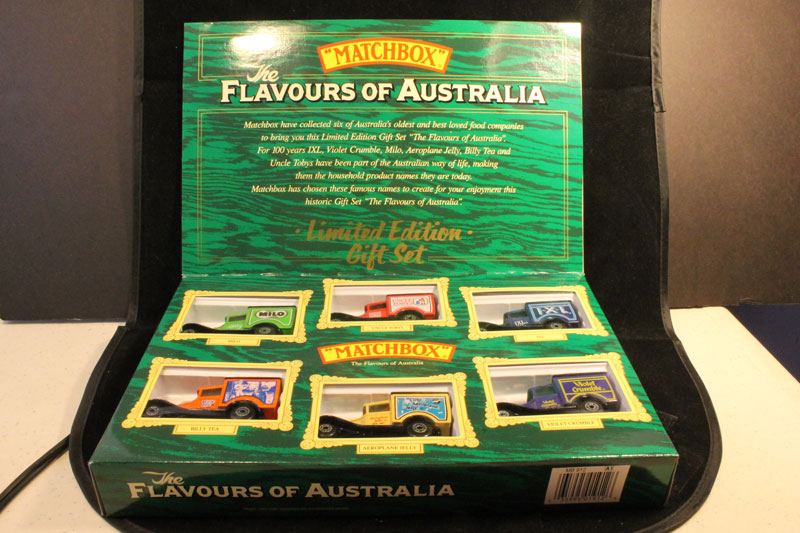 "MATCHBOX"
The
FLAVOURS OF AUSTRALIA
Matchbox have collected six of Australia's oldest and best loved food companies
to bring you this Limited Edition Gift Set "The Flavours of Australia".
For 100 years IXL, Violet Crumble, Milo, Aeroplane Jelly, Billy Tea and
Uncle Tobys have been part of the Australian way of life, making
them the household product names they are today.
Matchbox has chosen these famous names to create for your enjoyment this
historic Gift Set "The Flavours of Australia".
• Limited Edition •
Gift Set
MILO
MILO
UNCLE TOBYS
IXL
IXL
"MATCHBOX"
The Flavours of Australia
BILLY TEA
AEROPLANE JELLY
Violet
Crumble
VIOLET CRUMBLE
The
FLAVOURS OF AUSTRALIA